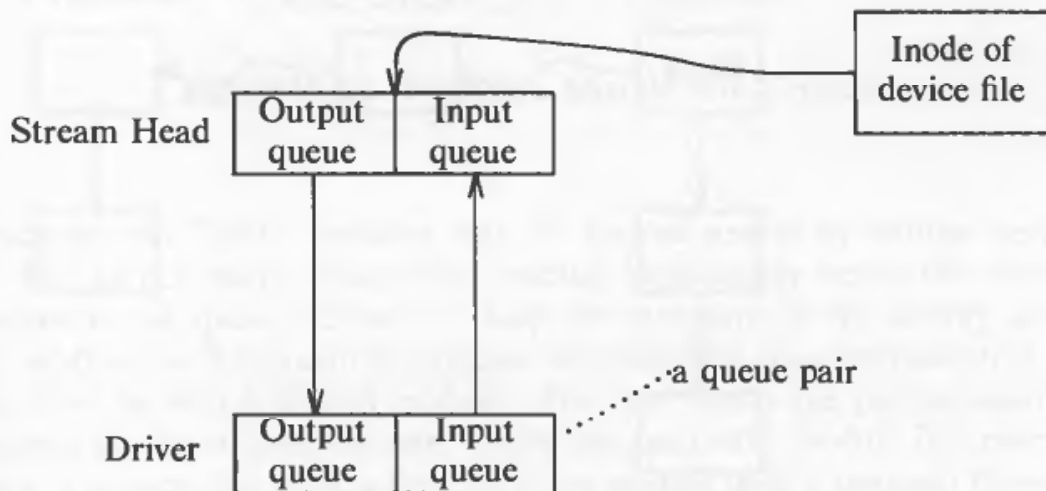 Inode of
device file
Stream Head
Output
queue
Input
queue
a queue pair
Driver
Output
queue
Input
queue